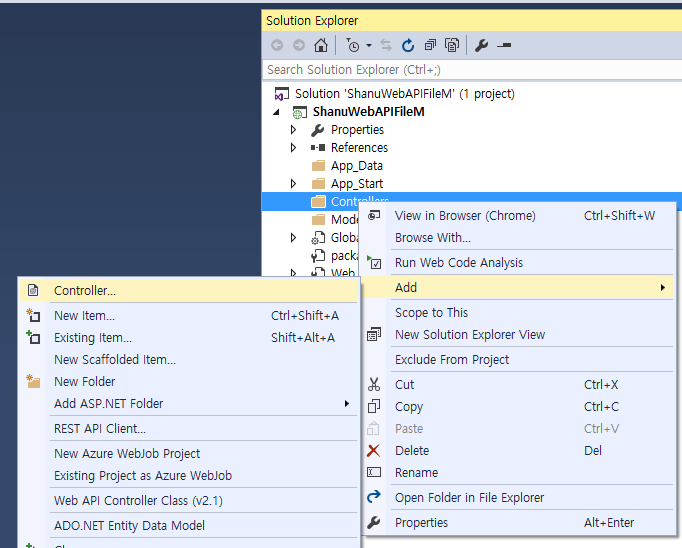 Solution Explorer
Search Solution Explorer (Ctrl+;)
Solution 'ShanuWebAPIFileM' (1 project)
ShanuWebAPIFileM
Properties
References
App_Data
App_Start
Controllers
Mode
Globa
packa
Web
View in Browser (Chrome) Ctrl+Shift+W
Browse With...
Run Web Code Analysis
Add
Scope to This
New Solution Explorer View
Exclude From Project
Cut Ctrl+X
Copy Ctrl+C
Paste Ctrl+V
Delete Del
Rename
Open Folder in File Explorer
Properties Alt+Enter
Controller...
New Item... Ctrl+Shift+A
Existing Item... Shift+Alt+A
New Scaffolded Item...
New Folder
Add ASP.NET Folder
REST API Client...
New Azure WebJob Project
Existing Project as Azure WebJob
Web API Controller Class (v2.1)
ADO.NET Entity Data Model